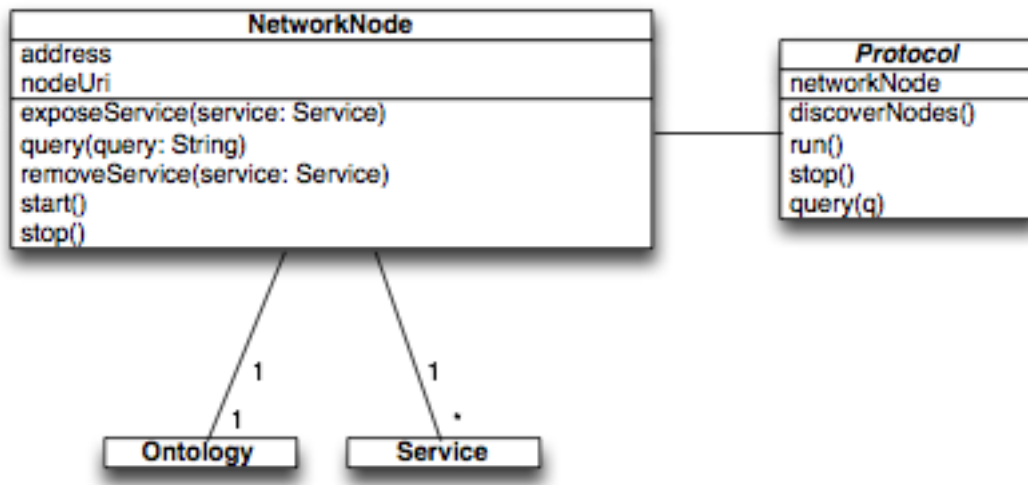 NetworkNode
address
nodeUri
exposeService(service: Service)
query(query: String)
removeService(service: Service)
start()
stop()
Protocol
networkNode
discoverNodes()
run()
stop()
query(q)
1
1
1
*
Ontology
Service